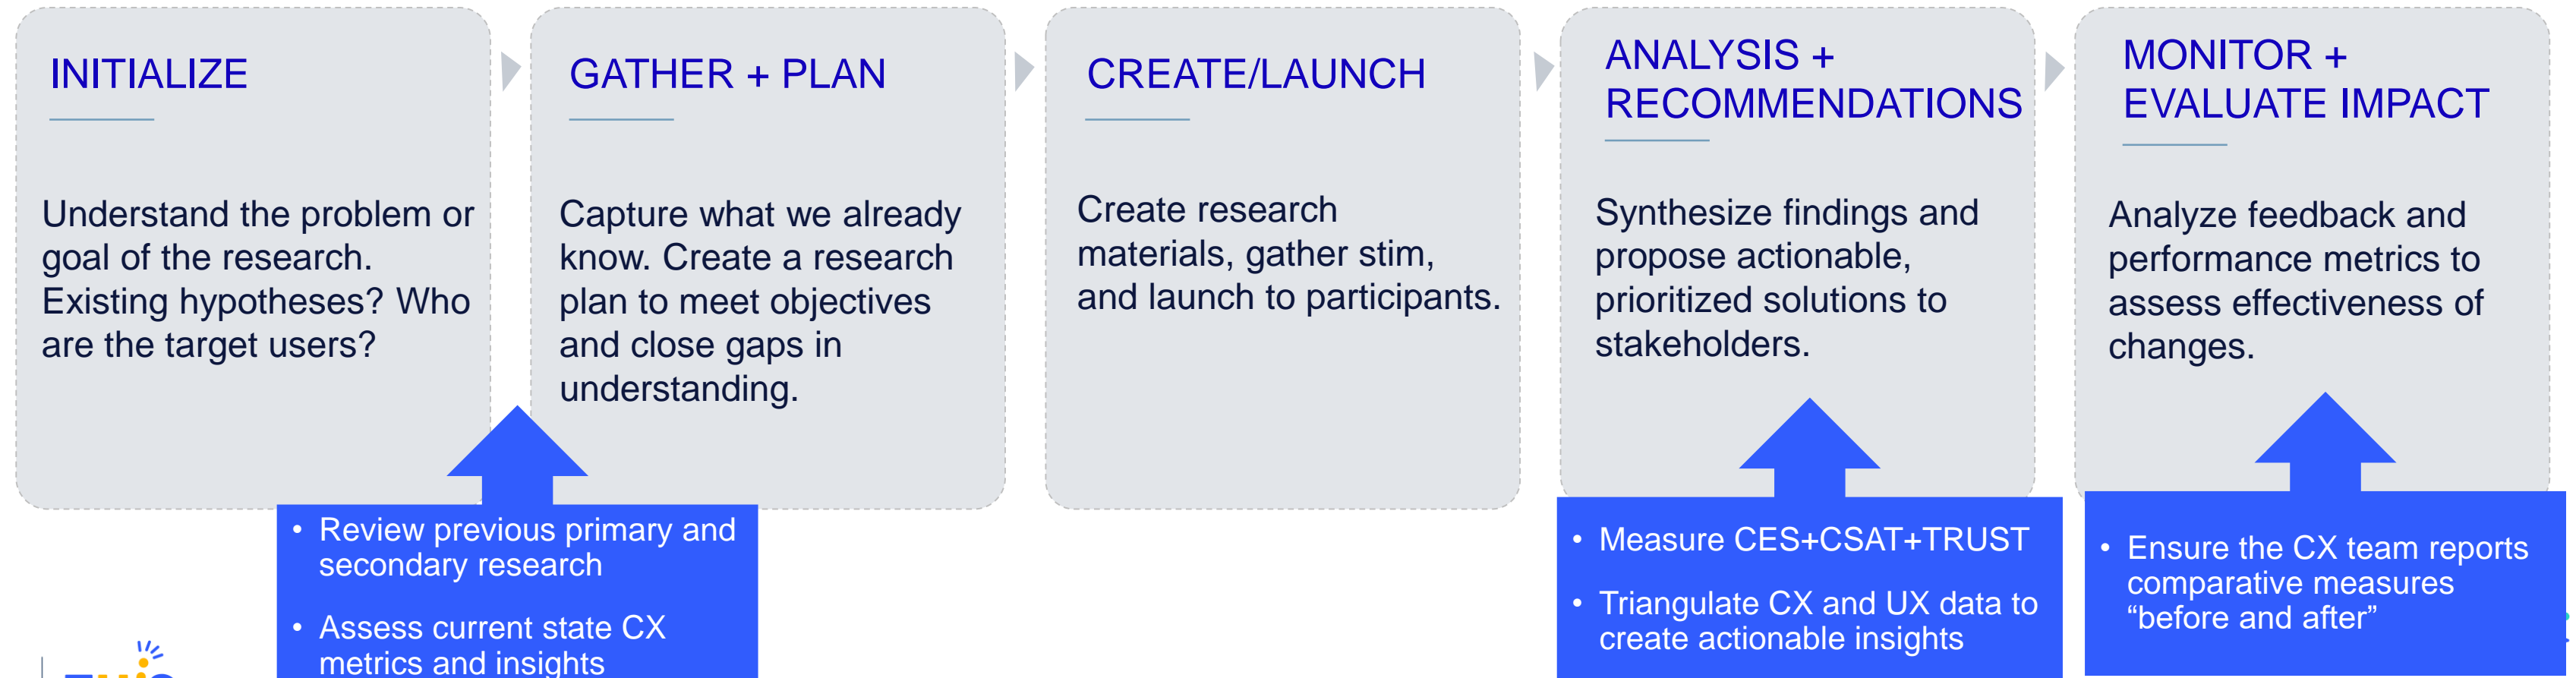 INITIALIZE
Understand the problem or
goal of the research.
Existing hypotheses? Who
are the target users?
GATHER + PLAN
Capture what we already
know. Create a research
plan to meet objectives
and close gaps in
understanding.
• Review previous primary and
secondary research
• Assess current state CX
metrics and insights
CREATE/LAUNCH
Create research
materials, gather stim,
and launch to participants.
ANALYSIS +
RECOMMENDATIONS
Synthesize findings and
propose actionable,
prioritized solutions to
stakeholders.
• Measure CES+CSAT+TRUST
• Triangulate CX and UX data to
create actionable insights
MONITOR +
EVALUATE IMPACT
Analyze feedback and
performance metrics to
assess effectiveness of
changes.
• Ensure the CX team reports
comparative measures
“before and after”